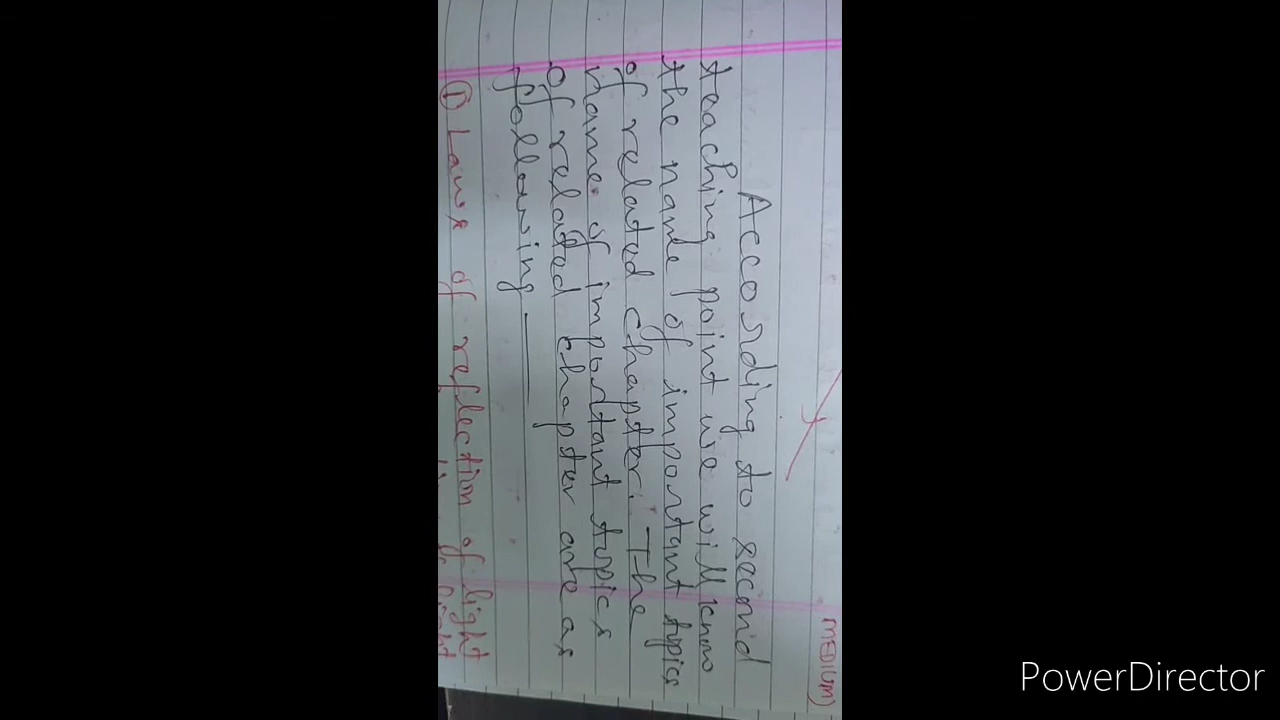 MEDIUM)
According to second
teaching point we will know
the name of important topics
of related chapter. The
name of important topics
of related chapter are as
following —
① Laws of reflection of light
PowerDirector